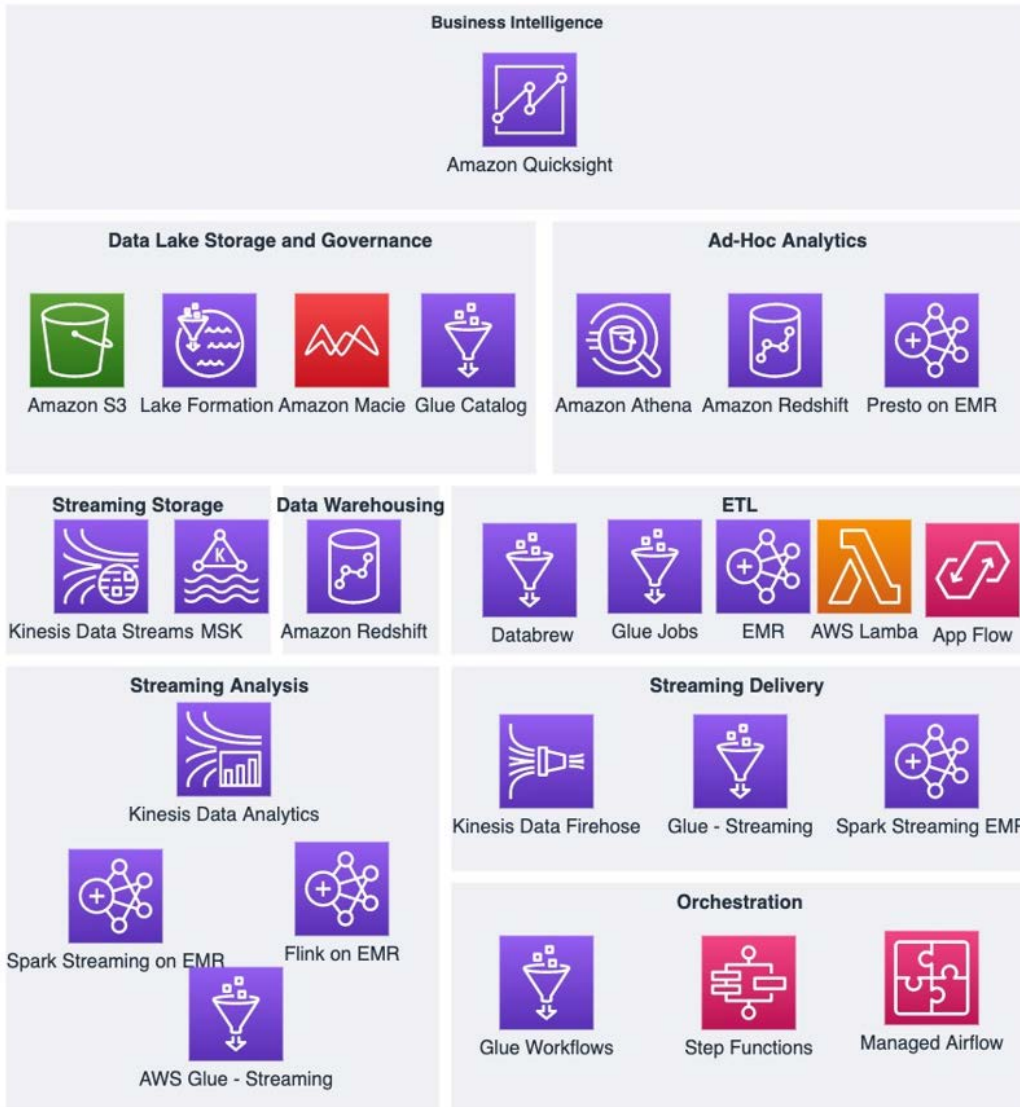 Business Intelligence
Amazon Quicksight
Data Lake Storage and Governance
Amazon S3
Lake Formation
Amazon Macie
Glue Catalog
Ad-Hoc Analytics
Amazon Athena
Amazon Redshift
Presto on EMR
Streaming Storage
Kinesis Data Streams
K
MSK
Data Warehousing
Amazon Redshift
ETL
Databrew
Glue Jobs
EMR
AWS Lamba
App Flow
Streaming Analysis
Kinesis Data Analytics
Spark Streaming on EMR
Flink on EMR
AWS Glue - Streaming
Streaming Delivery
Kinesis Data Firehose
Glue - Streaming
Spark Streaming EMR
Orchestration
Glue Workflows
Step Functions
Managed Airflow